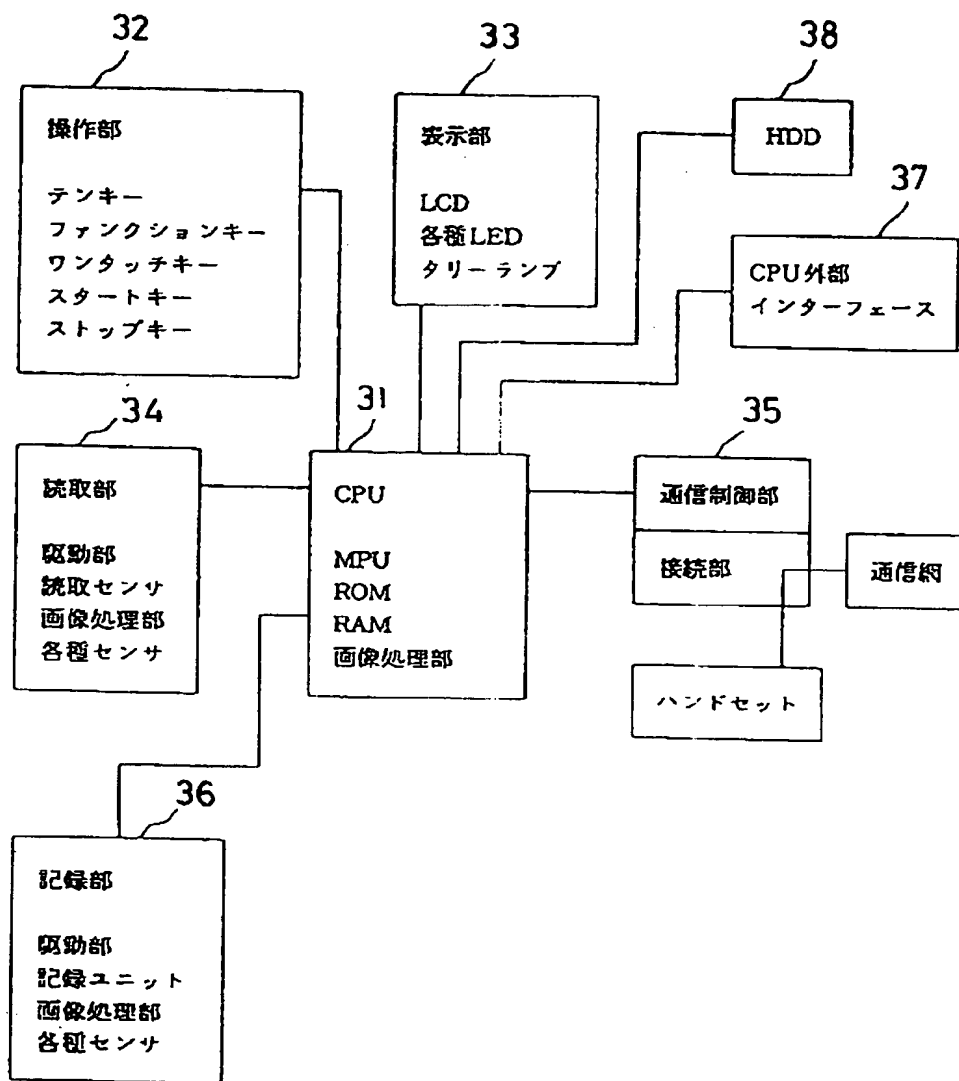 32
操作部
テンキー
ファンクションキー
ワンタッチキー
スタートキー
ストップキー
33
表示部
LCD
各種LED
タリーランプ
38
HDD
37
CPU外部
インターフェース
34
読取部
駆動部
読取センサ
画像処理部
各種センサ
31
CPU
MPU
ROM
RAM
画像処理部
35
通信制御部
接続部
通信網
ハンドセット
36
記録部
駆動部
記録ユニット
画像処理部
各種センサ